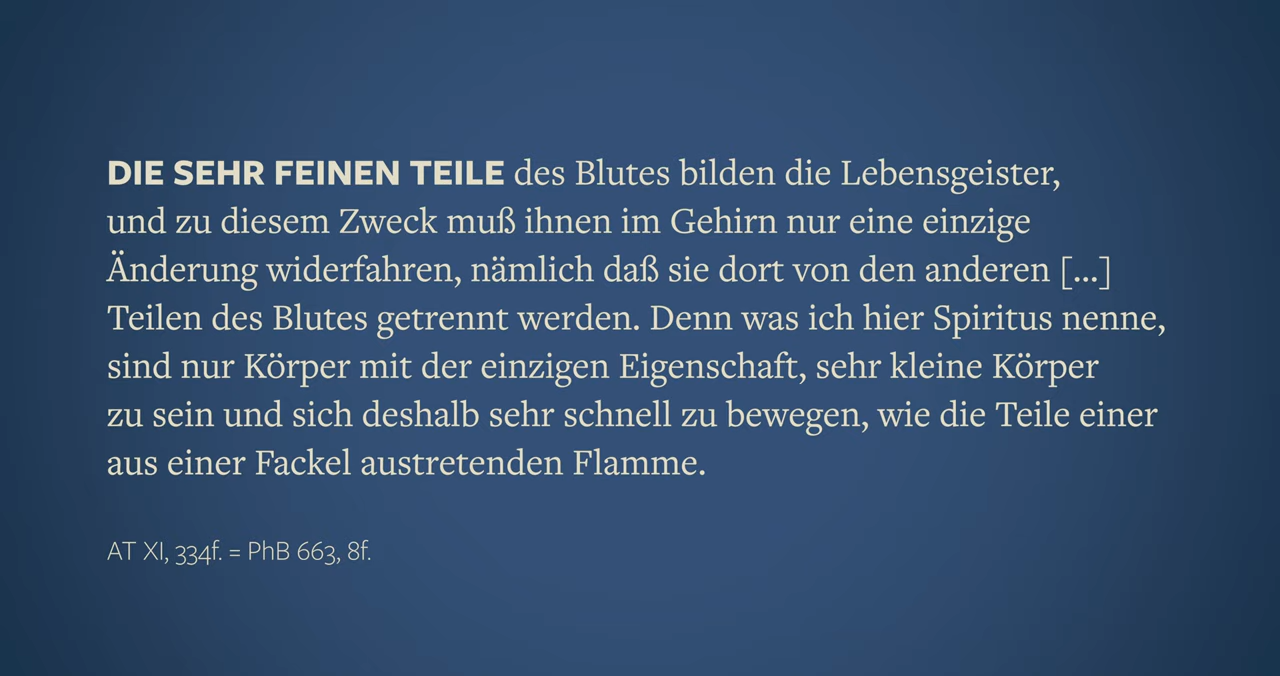 DIE SEHR FEINEN TEILE des Blutes bilden die Lebensgeister,
und zu diesem Zweck muß ihnen im Gehirn nur eine einzige
Änderung widerfahren, nämlich daß sie dort von den anderen [...]
Teilen des Blutes getrennt werden. Denn was ich hier Spiritus nenne,
sind nur Körper mit der einzigen Eigenschaft, sehr kleine Körper
zu sein und sich deshalb sehr schnell zu bewegen, wie die Teile einer
aus einer Fackel austretenden Flamme.
AT XI, 334f. = PhB 663, 8f.